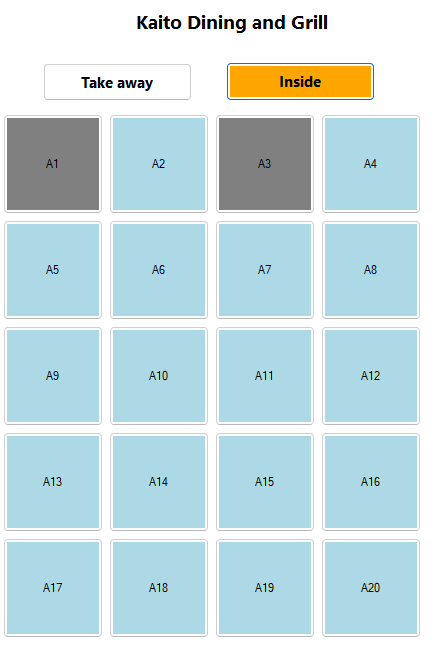 Kaito Dining and Grill
Take away Inside
A1 A2 A3 A4
A5 A6 A7 A8
A9 A10 A11 A12
A13 A14 A15 A16
A17 A18 A19 A20